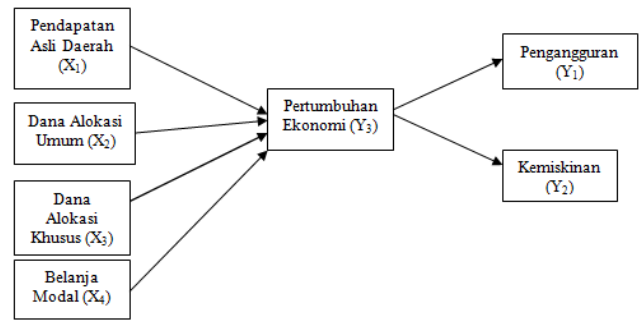 Pendapatan
Asli Daerah
(X₁)
Dana Alokasi
Umum (X₂)
Dana
Alokasi
Khusus (X₃)
Belanja
Modal (X₄)
Pertumbuhan
Ekonomi (Y₃)
Pengangguran
(Y₁)
Kemiskinan
(Y₂)